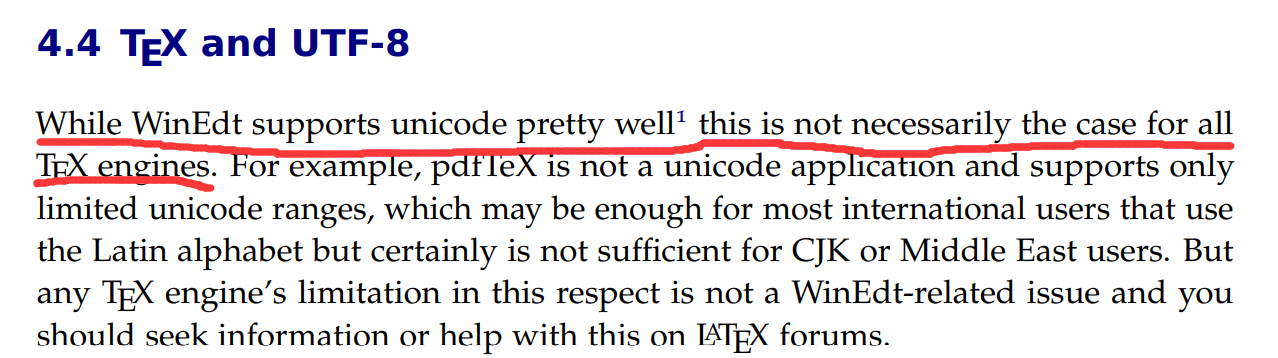 4.4 TEX and UTF-8
While WinEdt supports unicode pretty well¹ this is not necessarily the case for all
TEX engines. For example, pdfTeX is not a unicode application and supports only
limited unicode ranges, which may be enough for most international users that use
the Latin alphabet but certainly is not sufficient for CJK or Middle East users. But
any TEX engine’s limitation in this respect is not a WinEdt-related issue and you
should seek information or help with this on LATEX forums.